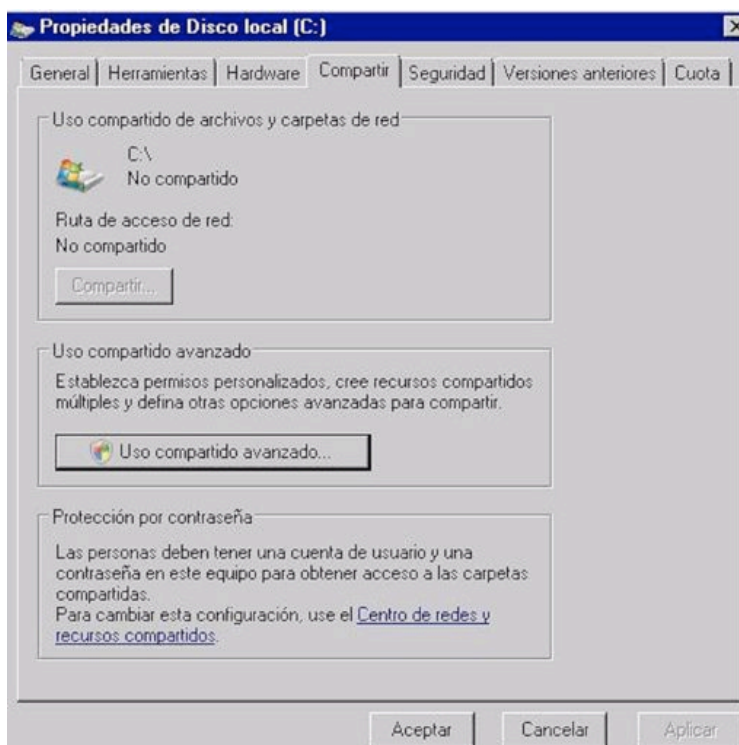 Propiedades de Disco local (C:)
General Herramientas Hardware Compartir Seguridad Versiones anteriores Cuota
Uso compartido de archivos y carpetas de red
C:\
No compartido
Ruta de acceso de red:
No compartido
Compartir...
Uso compartido avanzado
Establezca permisos personalizados, cree recursos compartidos
múltiples y defina otras opciones avanzadas para compartir.
Uso compartido avanzado...
Protección por contraseña
Las personas deben tener una cuenta de usuario y una
contraseña en este equipo para obtener acceso a las carpetas
compartidas.
Para cambiar esta configuración, use el Centro de redes y
recursos compartidos.
Aceptar Cancelar Aplicar